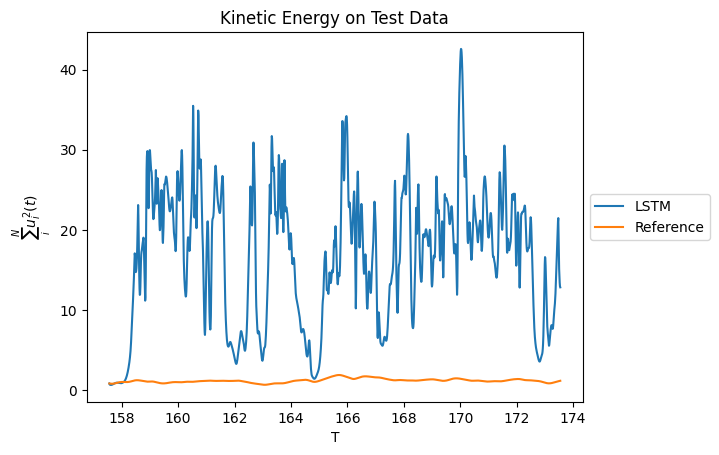 Kinetic Energy on Test Data
40
30
20
10
0
$\sum_{i}^{N} u_i^2(t)$
158 160 162 164 166 168 170 172 174
T
LSTM
Reference